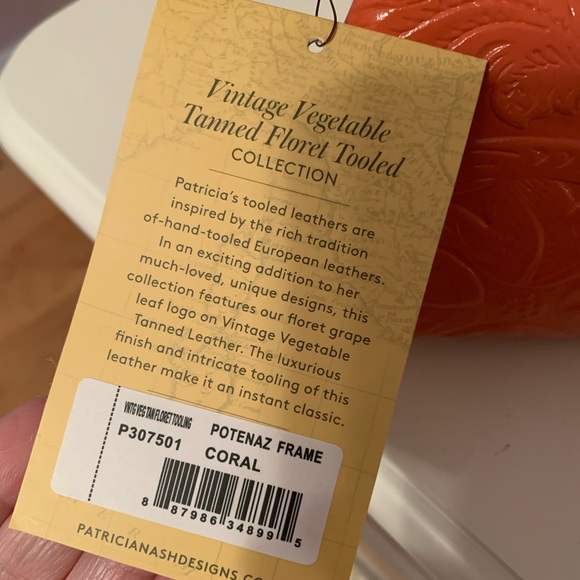 Vintage Vegetable
Tanned Floret Tooled
COLLECTION
Patricia's tooled leathers are
inspired by the rich tradition
of-hand-tooled European leathers.
In an exciting addition to her
much-loved, unique designs, this
collection features our floret grape
leaf logo on Vintage Vegetable
Tanned Leather. The luxurious
finish and intricate tooling of this
leather make it an instant classic.
VNTG VEG TAN FLORET TOOLING
P307501 POTENAZ FRAME
CORAL
8 87986 34899 5
PATRICIANASHDESIGNS.CO